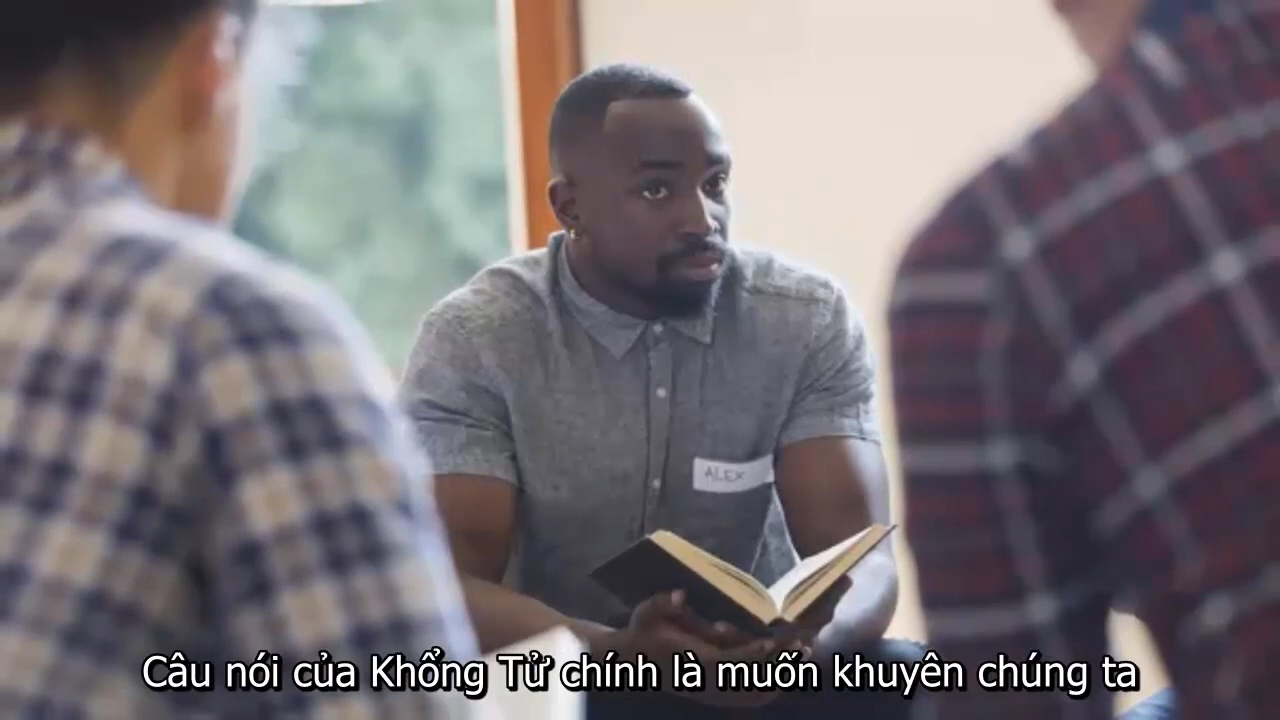 ALEX
Câu nói của Khổng Tử chính là muốn khuyên chúng ta